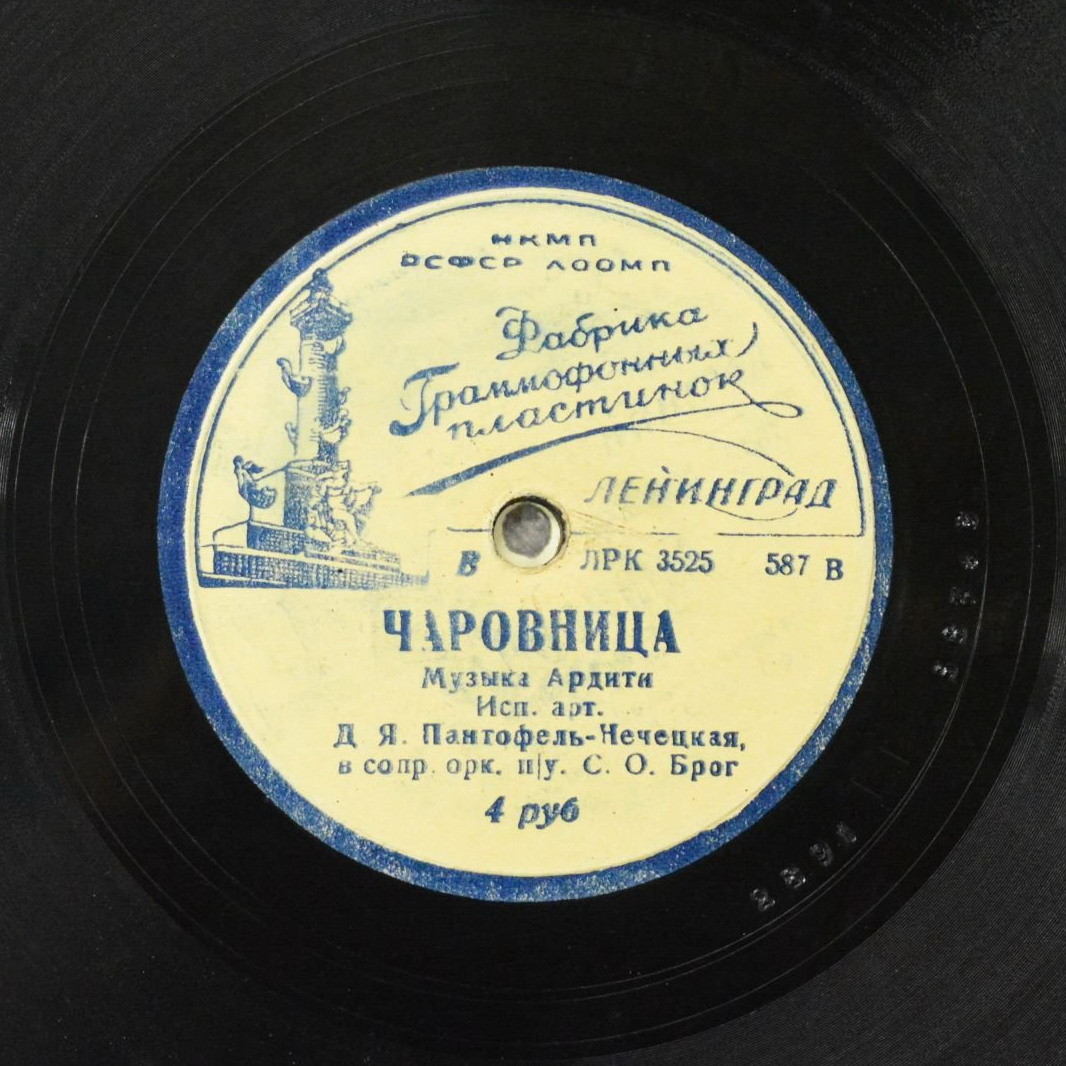 НКМП
РСФСР ЛООМП
Фабрика
Граммофонных
пластинок
ЛЕНИНГРАД
В ЛРК 3525 587 В
ЧАРОВНИЦА
Музыка Ардити
Исп. арт.
Д Я. Пантофель-Нечецкая,
в сопр. орк. п/у. С. О. Брог
4 руб